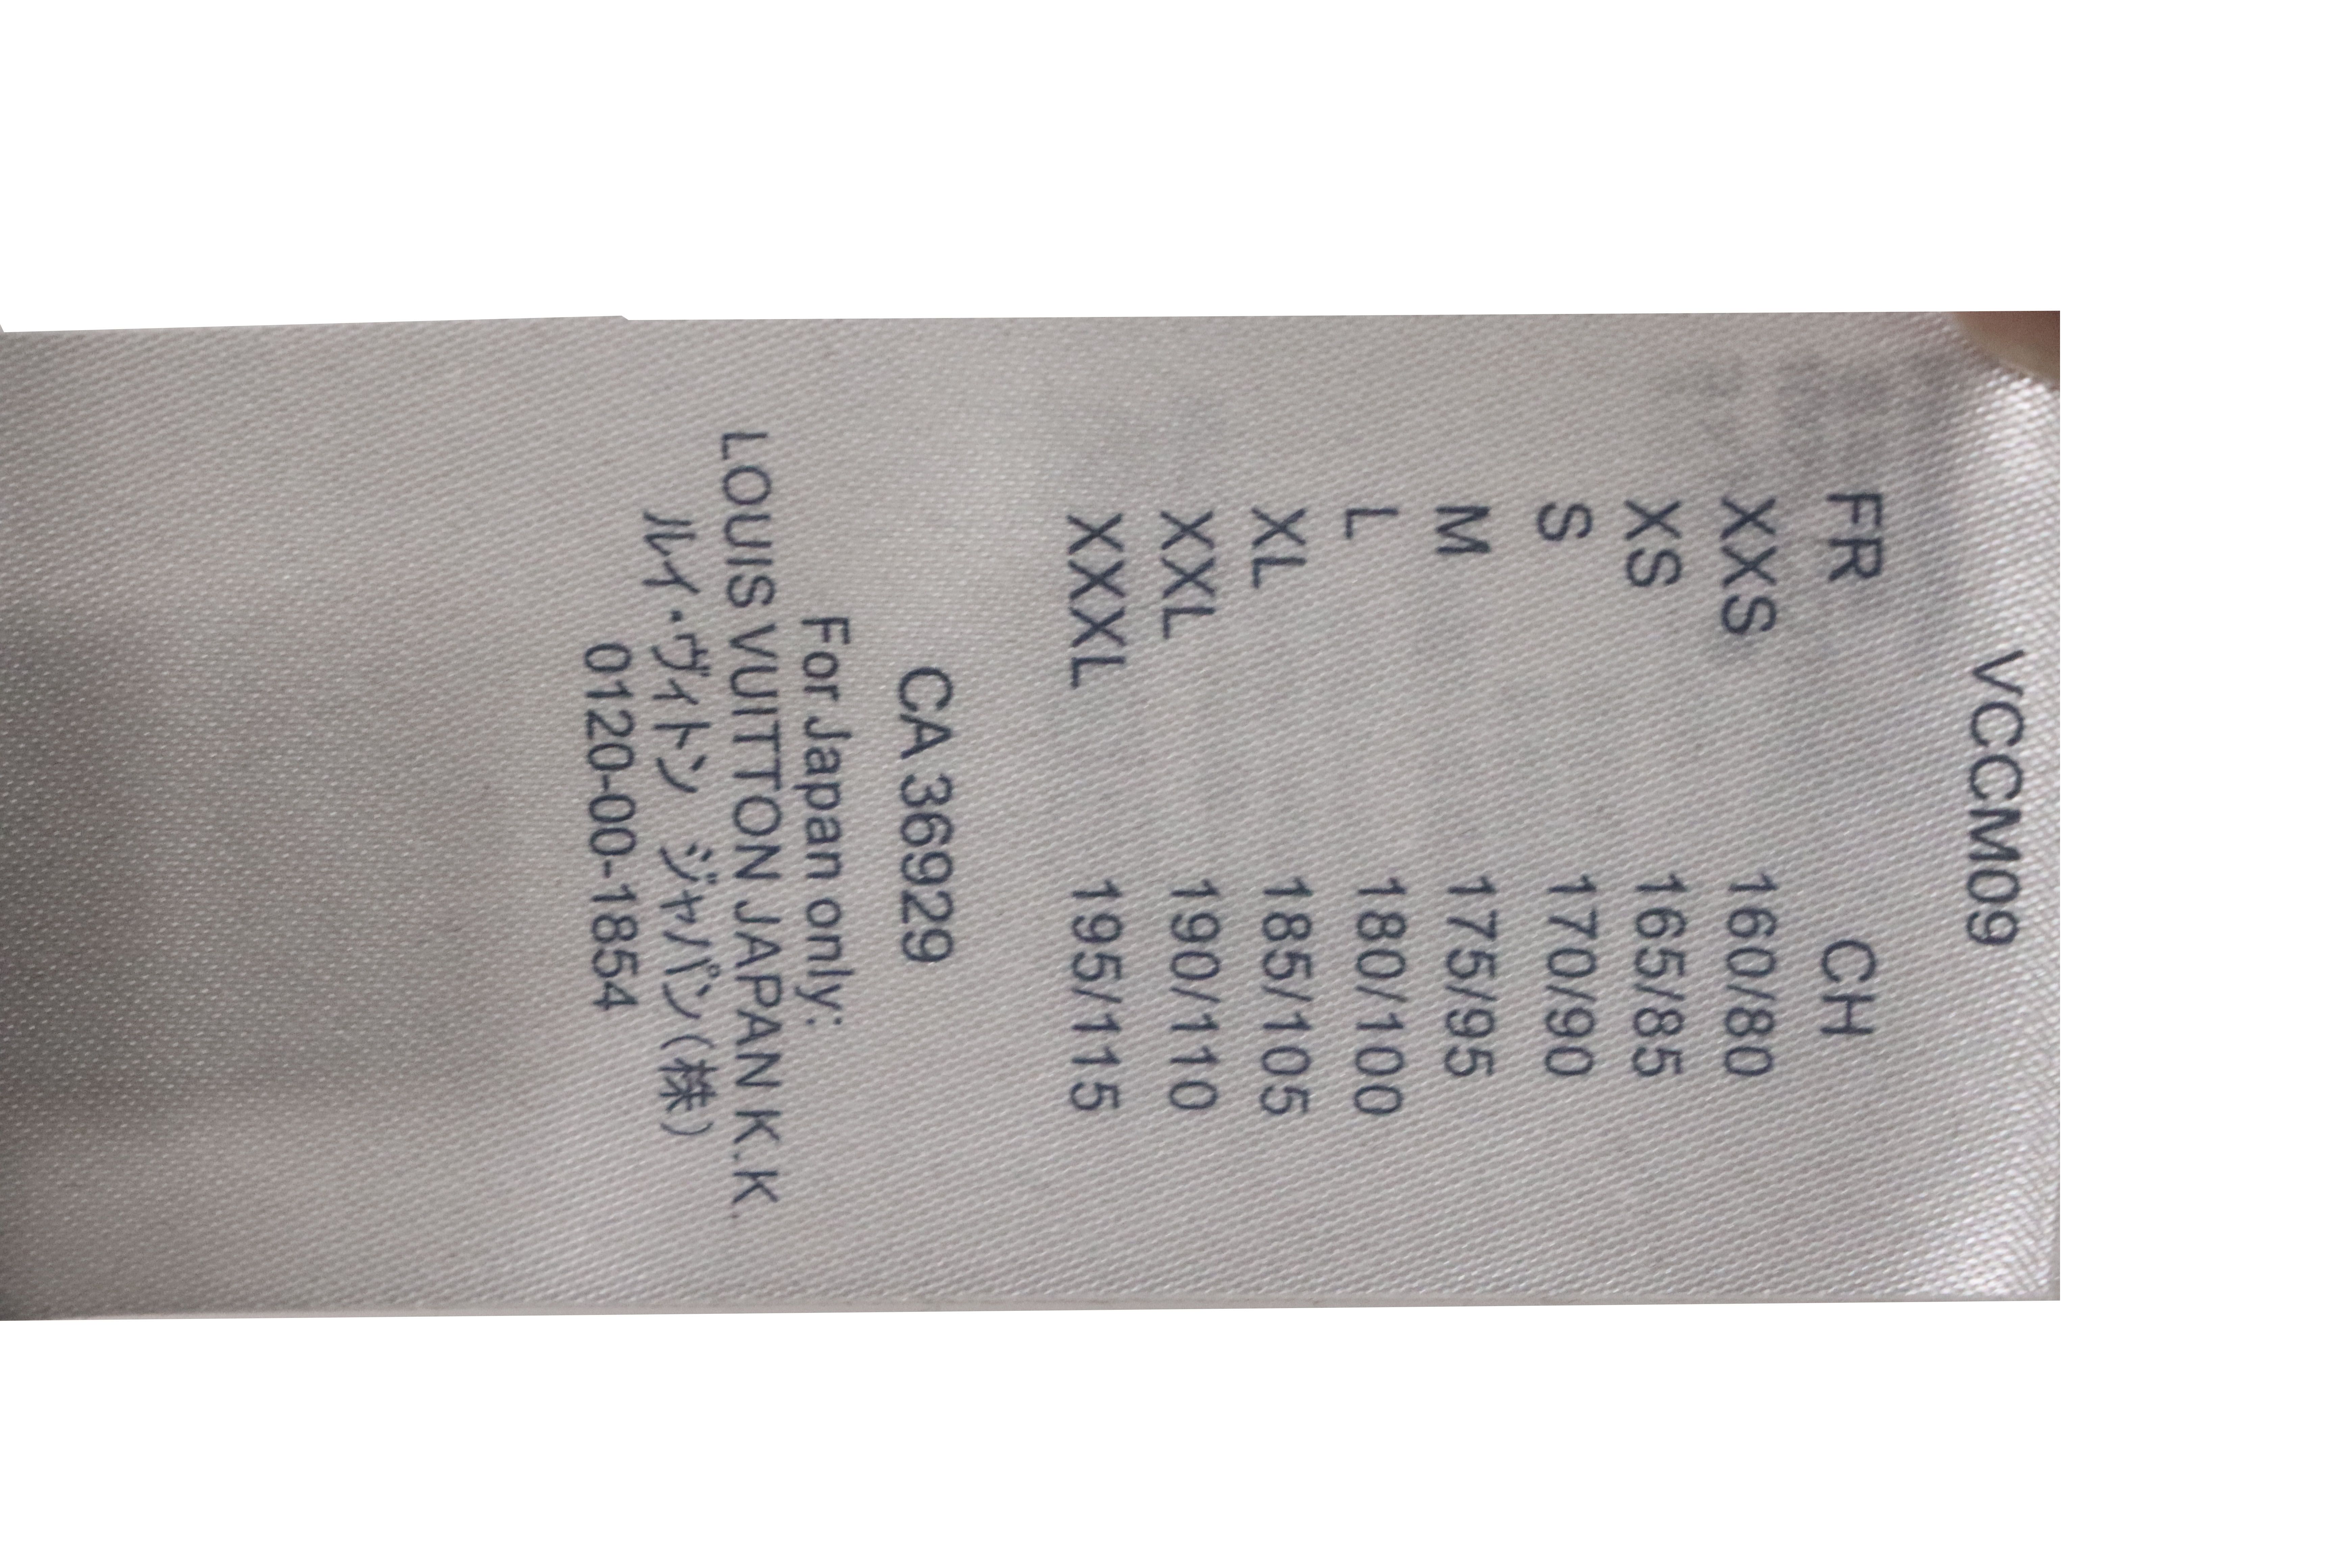 VCCM09
FR CH
XXS 160/80
XS 165/85
S 170/90
M 175/95
L 180/100
XL 185/105
XXL 190/110
XXXL 195/115
CA 36929
For Japan only:
LOUIS VUITTON JAPAN K.K.
ルイ・ヴィトン ジャパン(株)
0120-00-1854